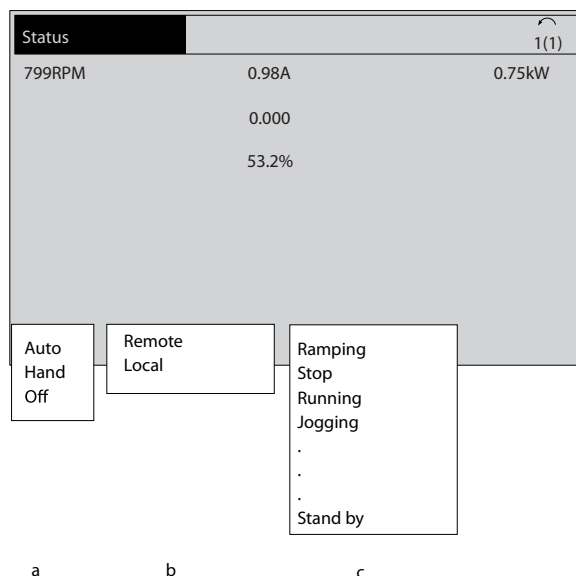 Status
1(1)
799RPM 0.98A 0.75kW
0.000
53.2%
Auto
Hand
Off
Remote
Local
Ramping
Stop
Running
Jogging
.
.
.
Stand by
a b c